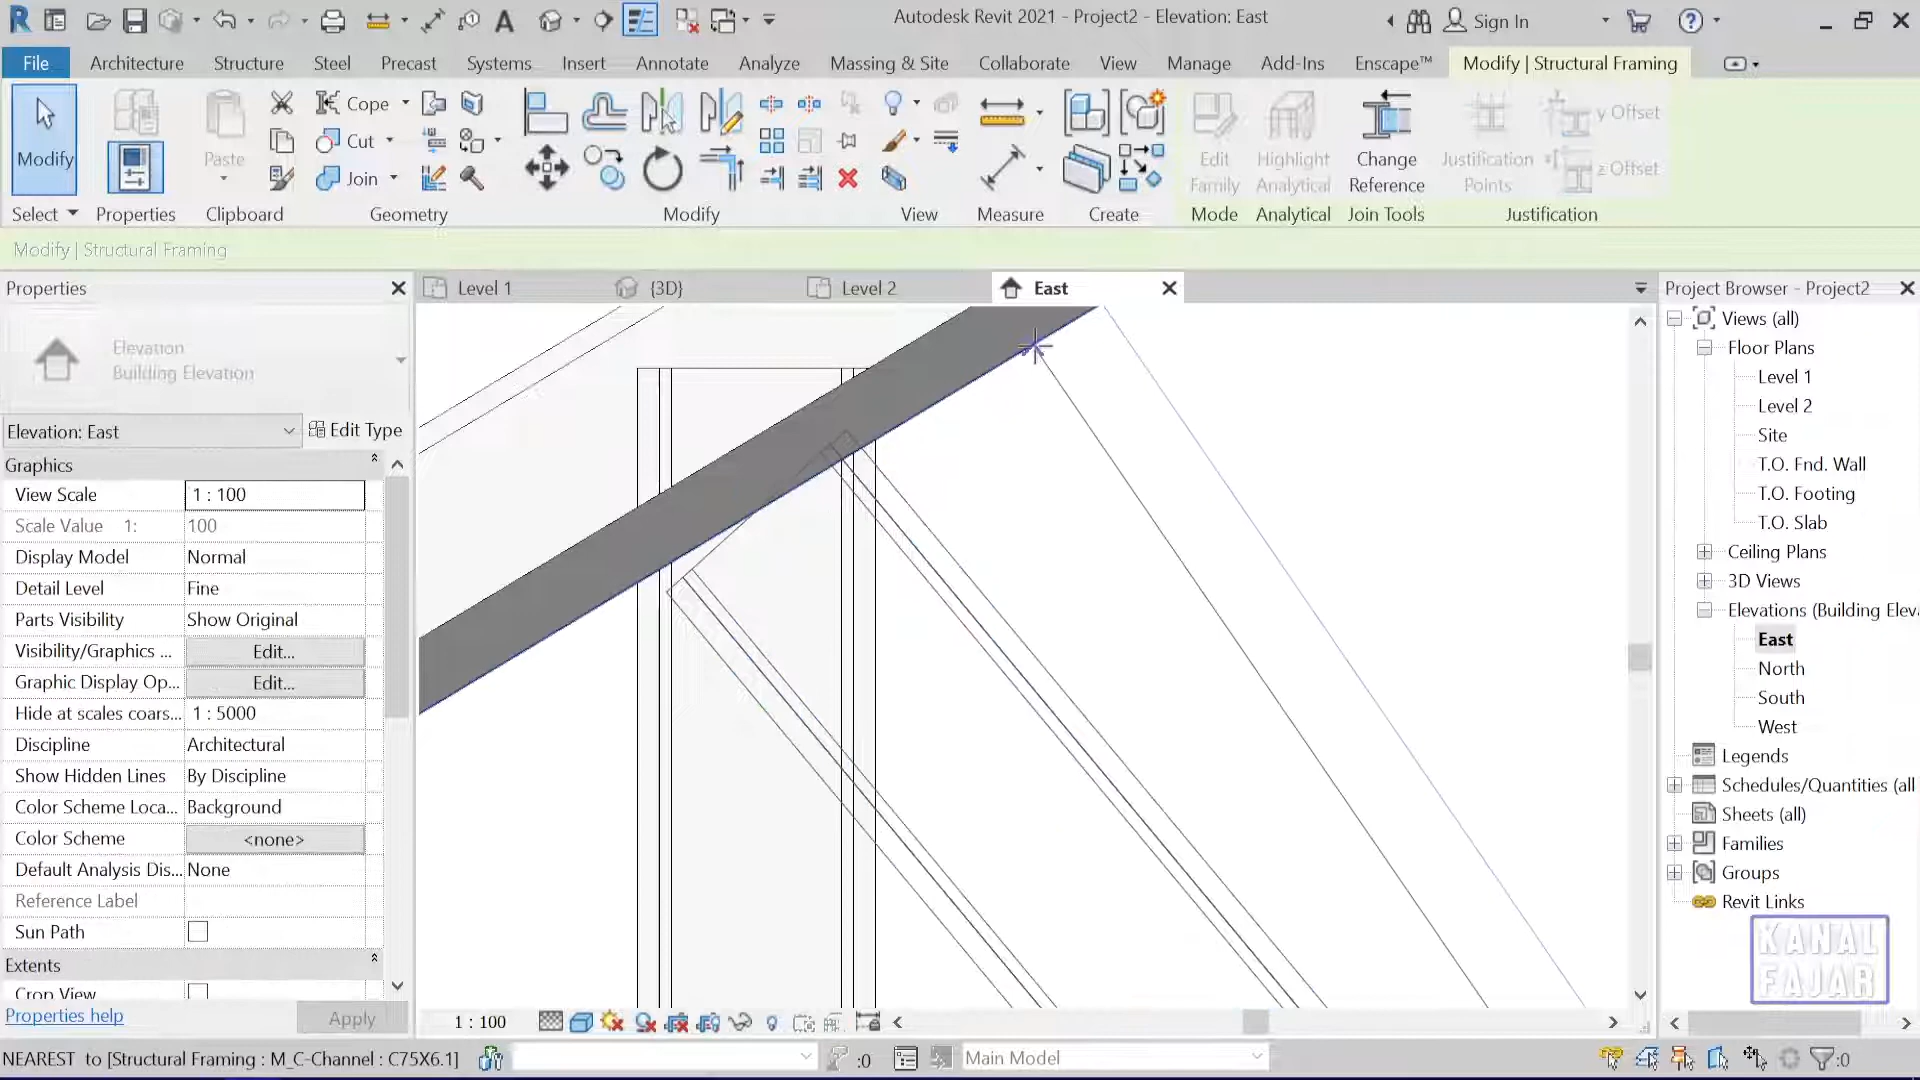 Autodesk Revit 2021 - Project2 - Elevation: East
Sign In
File
Architecture
Structure
Steel
Precast
Systems
Insert
Annotate
Analyze
Massing & Site
Collaborate
View
Manage
Add-Ins
Enscape™
Modify | Structural Framing
Modify
Paste
Cope
Cut
Join
Edit
Family
Highlight
Analytical
Change
Reference
Justification
Points
y Offset
z Offset
Select
Properties
Clipboard
Geometry
Modify
View
Measure
Create
Mode
Analytical
Join Tools
Justification
Modify | Structural Framing
Properties
Level 1
{3D}
Level 2
East
Project Browser - Project2
Elevation
Building Elevation
Elevation: East
Edit Type
Graphics
View Scale
1 : 100
Scale Value 1:
100
Display Model
Normal
Detail Level
Fine
Parts Visibility
Show Original
Visibility/Graphics ...
Edit...
Graphic Display Op...
Edit...
Hide at scales coars...
1 : 5000
Discipline
Architectural
Show Hidden Lines
By Discipline
Color Scheme Loca...
Background
Color Scheme
<none>
Default Analysis Dis...
None
Reference Label
Sun Path
Extents
Crop View
Properties help
Apply
Views (all)
Floor Plans
Level 1
Level 2
Site
T.O. Fnd. Wall
T.O. Footing
T.O. Slab
Ceiling Plans
3D Views
Elevations (Building Elev
East
North
South
West
Legends
Schedules/Quantities (all
Sheets (all)
Families
Groups
Revit Links
KANAL
FAJAR
1 : 100
NEAREST to [Structural Framing : M_C-Channel : C75X6.1]
:0
Main Model
:0